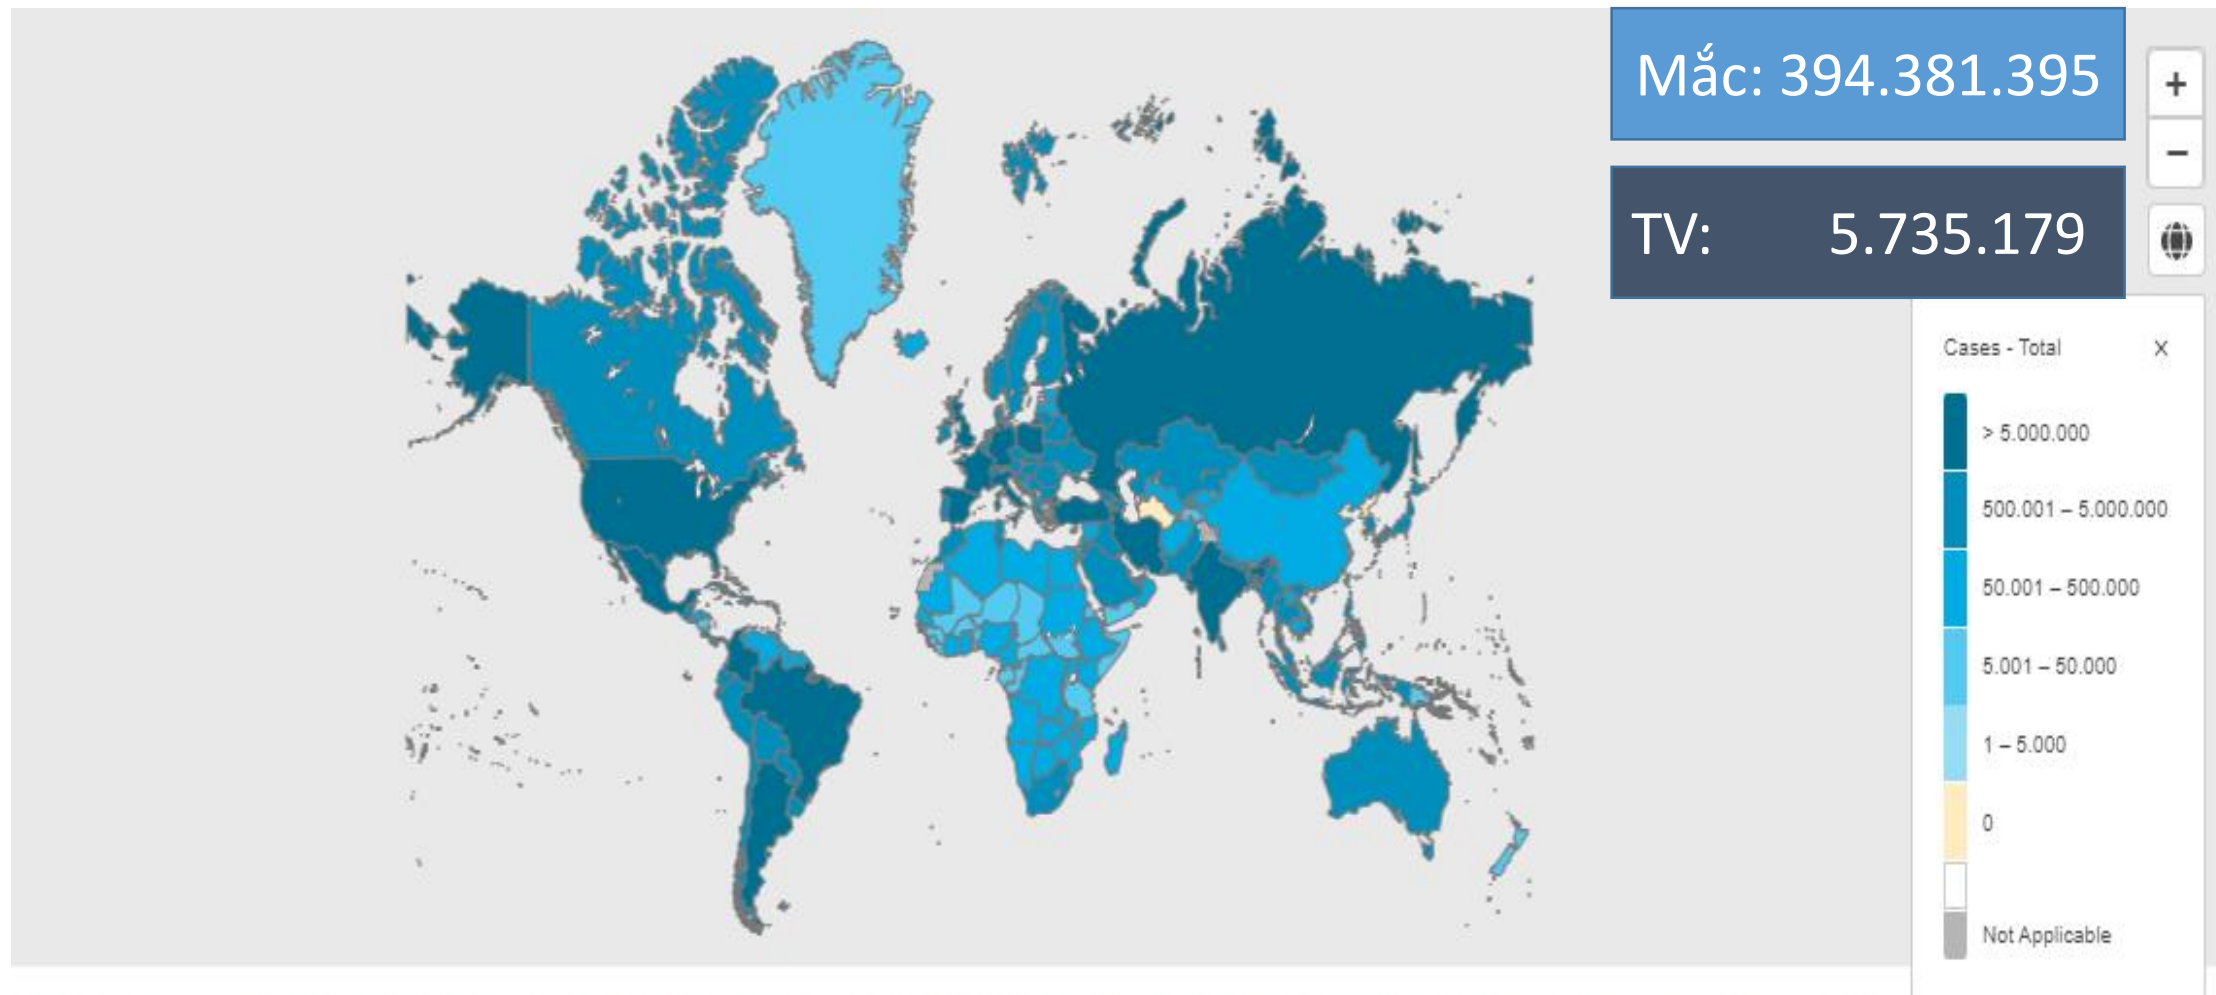 Mắc: 394.381.395
TV: 5.735.179
+
−
Cases - Total X
> 5.000.000
500.001 – 5.000.000
50.001 – 500.000
5.001 – 50.000
1 – 5.000
0
Not Applicable